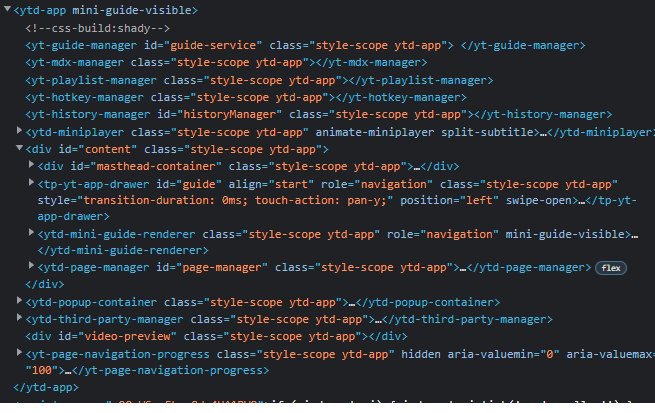 <ytd-app mini-guide-visible>
<!--css-build:shady-->
<yt-guide-manager id="guide-service" class="style-scope ytd-app"> </yt-guide-manager>
<yt-mdx-manager class="style-scope ytd-app"></yt-mdx-manager>
<yt-playlist-manager class="style-scope ytd-app"></yt-playlist-manager>
<yt-hotkey-manager class="style-scope ytd-app"></yt-hotkey-manager>
<yt-history-manager id="historyManager" class="style-scope ytd-app"></yt-history-manager>
<ytd-miniplayer class="style-scope ytd-app" animate-miniplayer split-subtitle>…</ytd-miniplayer>
<div id="content" class="style-scope ytd-app">
<div id="masthead-container" class="style-scope ytd-app">…</div>
<tp-yt-app-drawer id="guide" align="start" role="navigation" class="style-scope ytd-app"
style="transition-duration: 0ms; touch-action: pan-y;" position="left" swipe-open>…</tp-yt-
app-drawer>
<ytd-mini-guide-renderer class="style-scope ytd-app" role="navigation" mini-guide-visible>…
</ytd-mini-guide-renderer>
<ytd-page-manager id="page-manager" class="style-scope ytd-app">…</ytd-page-manager> flex
</div>
<ytd-popup-container class="style-scope ytd-app">…</ytd-popup-container>
<ytd-third-party-manager class="style-scope ytd-app">…</ytd-third-party-manager>
<div id="video-preview" class="style-scope ytd-app"></div>
<yt-page-navigation-progress class="style-scope ytd-app" hidden aria-valuemin="0" aria-valuemax=
"100">…</yt-page-navigation-progress>
</ytd-app>